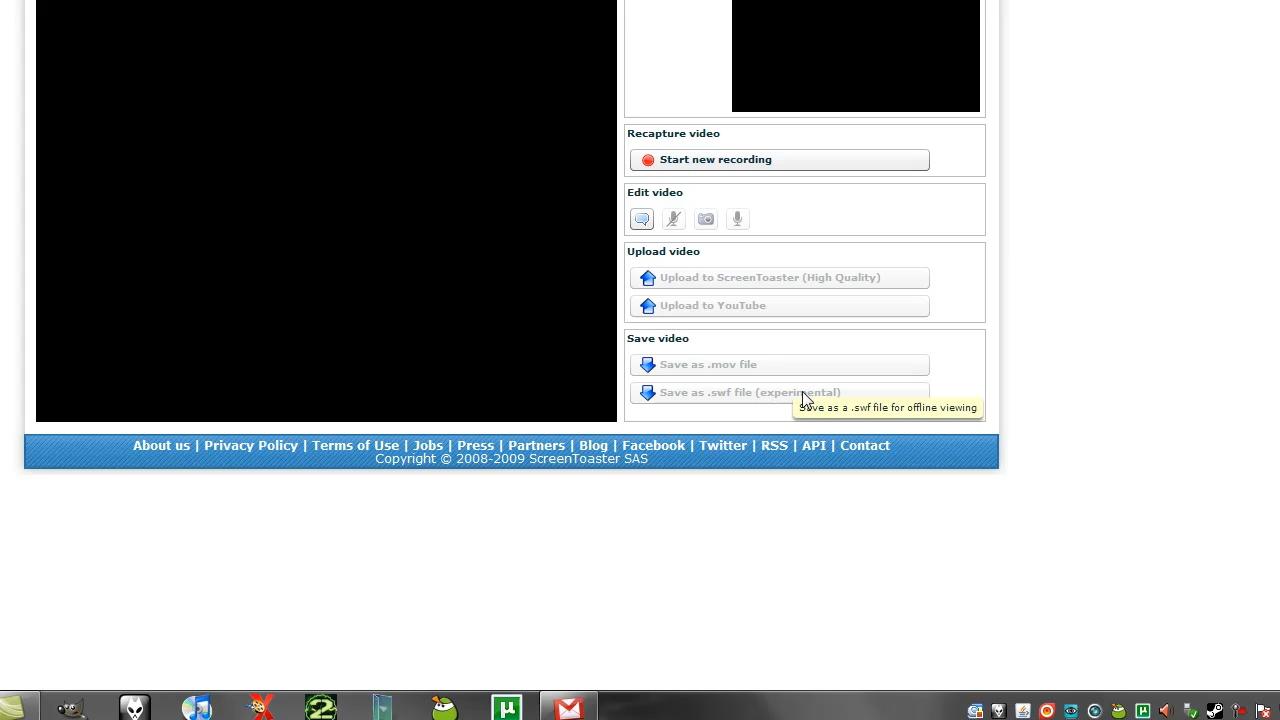 Recapture video
Start new recording
Edit video
Upload video
Upload to ScreenToaster (High Quality)
Upload to YouTube
Save video
Save as .mov file
Save as .swf file (experimental)
Save as a .swf file for offline viewing
About us | Privacy Policy | Terms of Use | Jobs | Press | Partners | Blog | Facebook | Twitter | RSS | API | Contact
Copyright © 2008-2009 ScreenToaster SAS
2
µ
µ